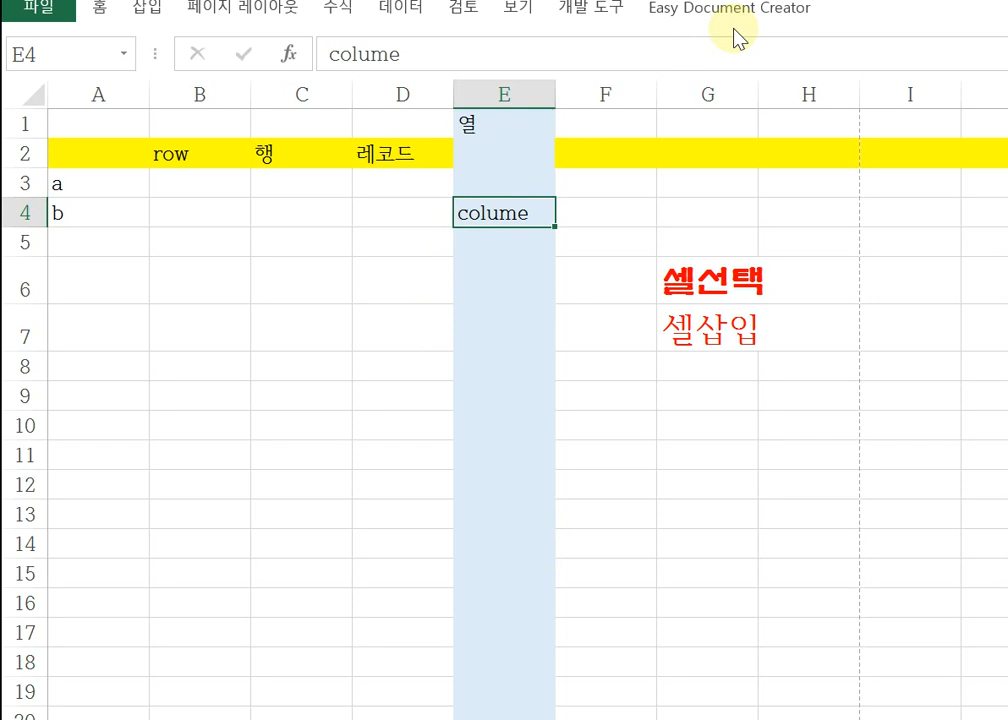 파일 홈 삽입 페이지 레이아웃 수식 데이터 검토 보기 개발 도구 Easy Document Creator
E4 fx colume
A B C D E F G H I
1 열
2 row 행 레코드
3 a
4 b colume
5
6 셀선택
7 셀삽입
8
9
10
11
12
13
14
15
16
17
18
19
20